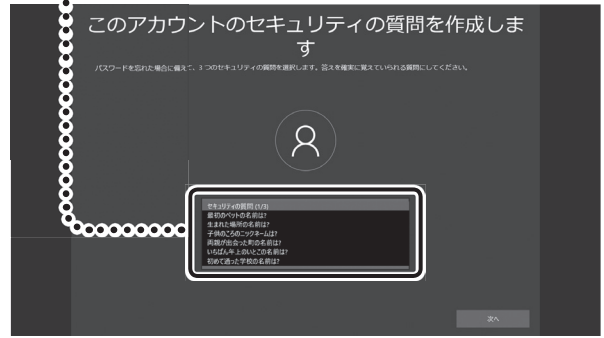 このアカウントのセキュリティの質問を作成しま
す
パスワードを忘れた場合に備えて、3 つのセキュリティの質問を選択します。答えを確実に覚えていられる質問にしてください。
セキュリティの質問 (1/3)
最初のペットの名前は?
生まれた場所の名前は?
子供のころのニックネームは?
両親が出会った町の名前は?
いちばん年上のいとこの名前は?
初めて通った学校の名前は?
次へ